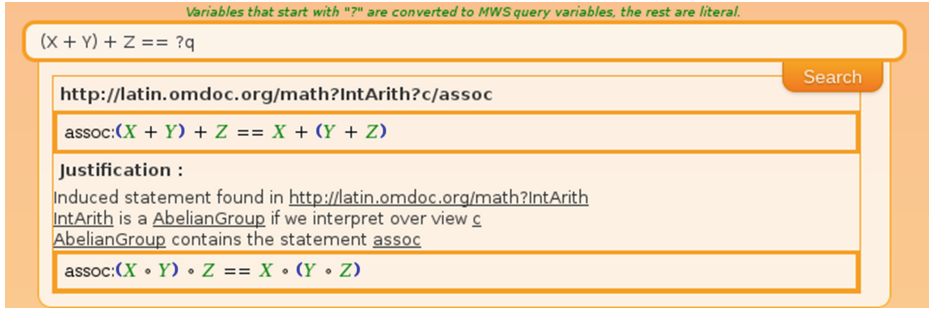 Variables that start with "?" are converted to MWS query variables, the rest are literal.
(X + Y) + Z == ?q
Search
http://latin.omdoc.org/math?IntArith?c/assoc
assoc:(X + Y) + Z == X + (Y + Z)
Justification :
Induced statement found in http://latin.omdoc.org/math?IntArith
IntArith is a AbelianGroup if we interpret over view c
AbelianGroup contains the statement assoc
assoc:(X ∘ Y) ∘ Z == X ∘ (Y ∘ Z)